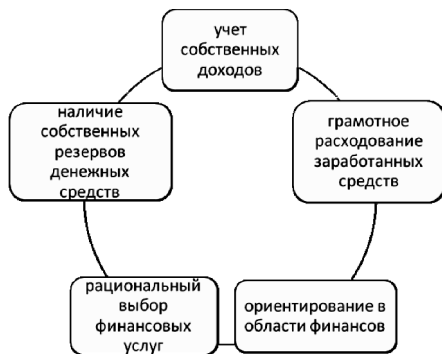 учет
собственных
доходов
грамотное
расходование
заработанных
средств
ориентирование в
области финансов
рациональный
выбор
финансовых
услуг
наличие
собственных
резервов
денежных
средств